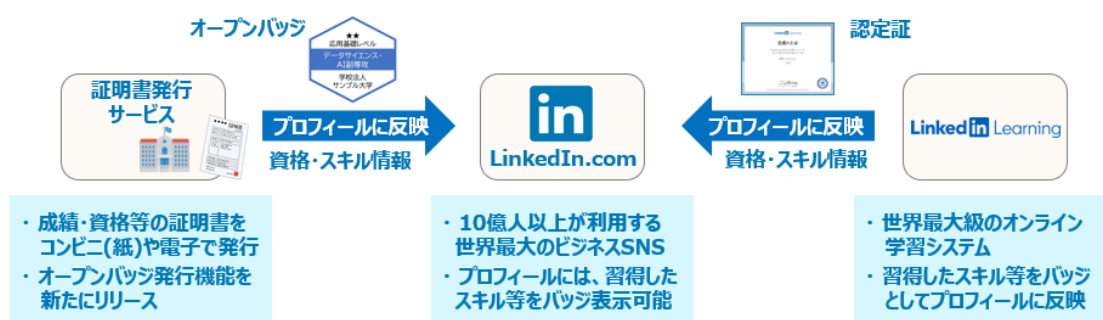 オープンバッジ
★★
応用基礎レベル
データサイエンス・
AI副専攻
学校法人
サンプル大学
認定証
LinkedIn Learning
証明書発行
サービス
プロフィールに反映
資格・スキル情報
in
LinkedIn.com
プロフィールに反映
資格・スキル情報
LinkedIn Learning
・ 成績・資格等の証明書を
コンビニ(紙)や電子で発行
・ オープンバッジ発行機能を
新たにリリース
・ 10億人以上が利用する
世界最大のビジネスSNS
・ プロフィールには、習得した
スキル等をバッジ表示可能
・ 世界最大級のオンライン
学習システム
・ 習得したスキル等をバッジ
としてプロフィールに反映